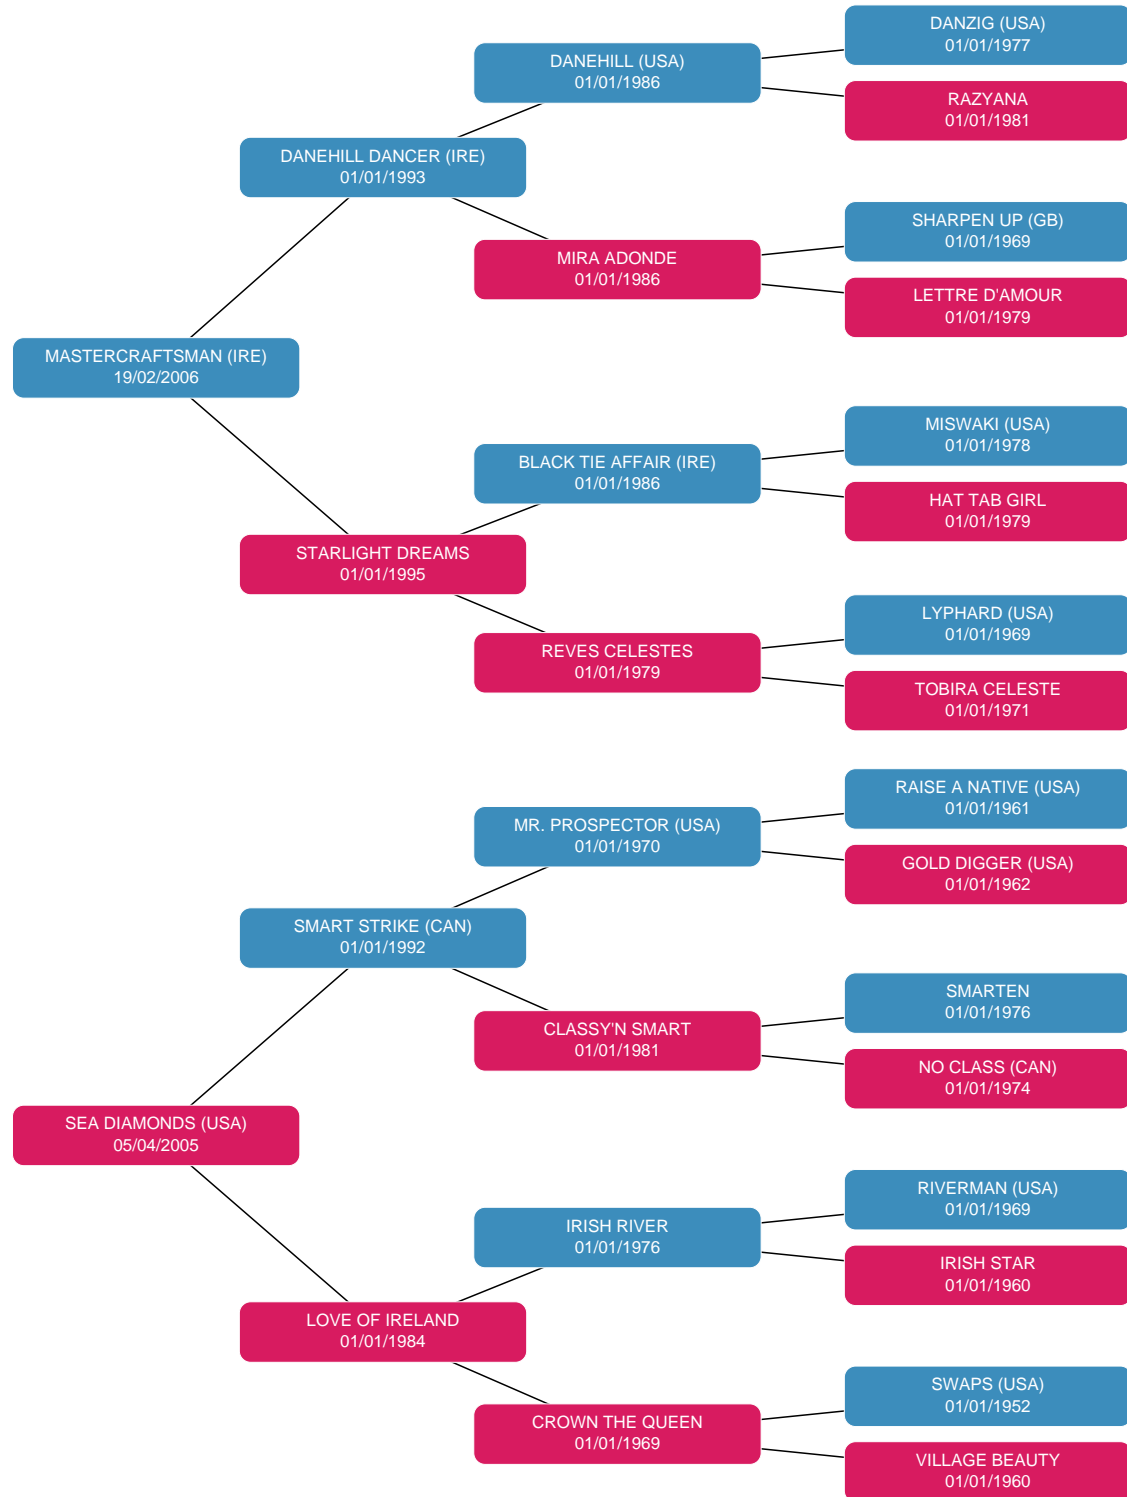 DANZIG (USA)
01/01/1977
DANEHILL (USA)
01/01/1986
RAZYANA
01/01/1981
DANEHILL DANCER (IRE)
01/01/1993
SHARPEN UP (GB)
01/01/1969
MIRA ADONDE
01/01/1986
LETTRE D'AMOUR
01/01/1979
MASTERCRAFTSMAN (IRE)
19/02/2006
MISWAKI (USA)
01/01/1978
BLACK TIE AFFAIR (IRE)
01/01/1986
HAT TAB GIRL
01/01/1979
STARLIGHT DREAMS
01/01/1995
LYPHARD (USA)
01/01/1969
REVES CELESTES
01/01/1979
TOBIRA CELESTE
01/01/1971
RAISE A NATIVE (USA)
01/01/1961
MR. PROSPECTOR (USA)
01/01/1970
GOLD DIGGER (USA)
01/01/1962
SMART STRIKE (CAN)
01/01/1992
SMARTEN
01/01/1976
CLASSY'N SMART
01/01/1981
NO CLASS (CAN)
01/01/1974
SEA DIAMONDS (USA)
05/04/2005
RIVERMAN (USA)
01/01/1969
IRISH RIVER
01/01/1976
IRISH STAR
01/01/1960
LOVE OF IRELAND
01/01/1984
SWAPS (USA)
01/01/1952
CROWN THE QUEEN
01/01/1969
VILLAGE BEAUTY
01/01/1960